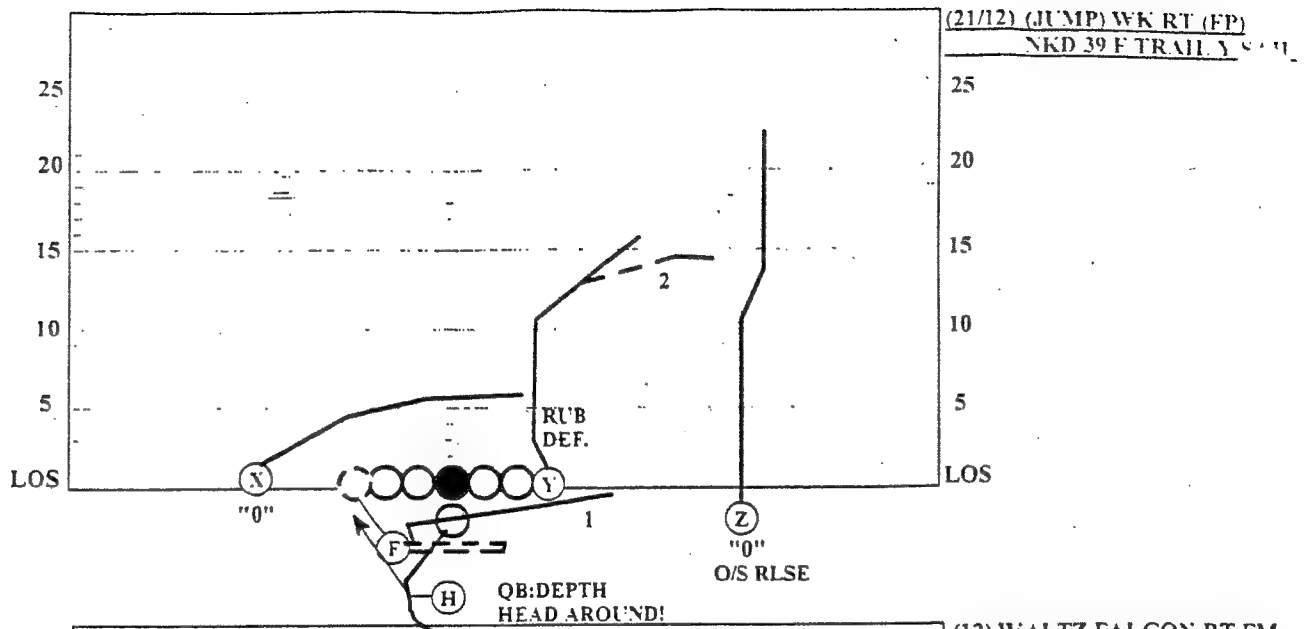 (21/12) (JUMP) WK RT (FP)
NKD 39 F TRAIL Y
25 25
20 20
15 15
2
10 10
5 5
RUB
DEF.
LOS X Y LOS
"0"
1
Z
F
"0"
O/S RLSE
H
QB:DEPTH
HEAD AROUND!
(12) WALTZ FALCON RT